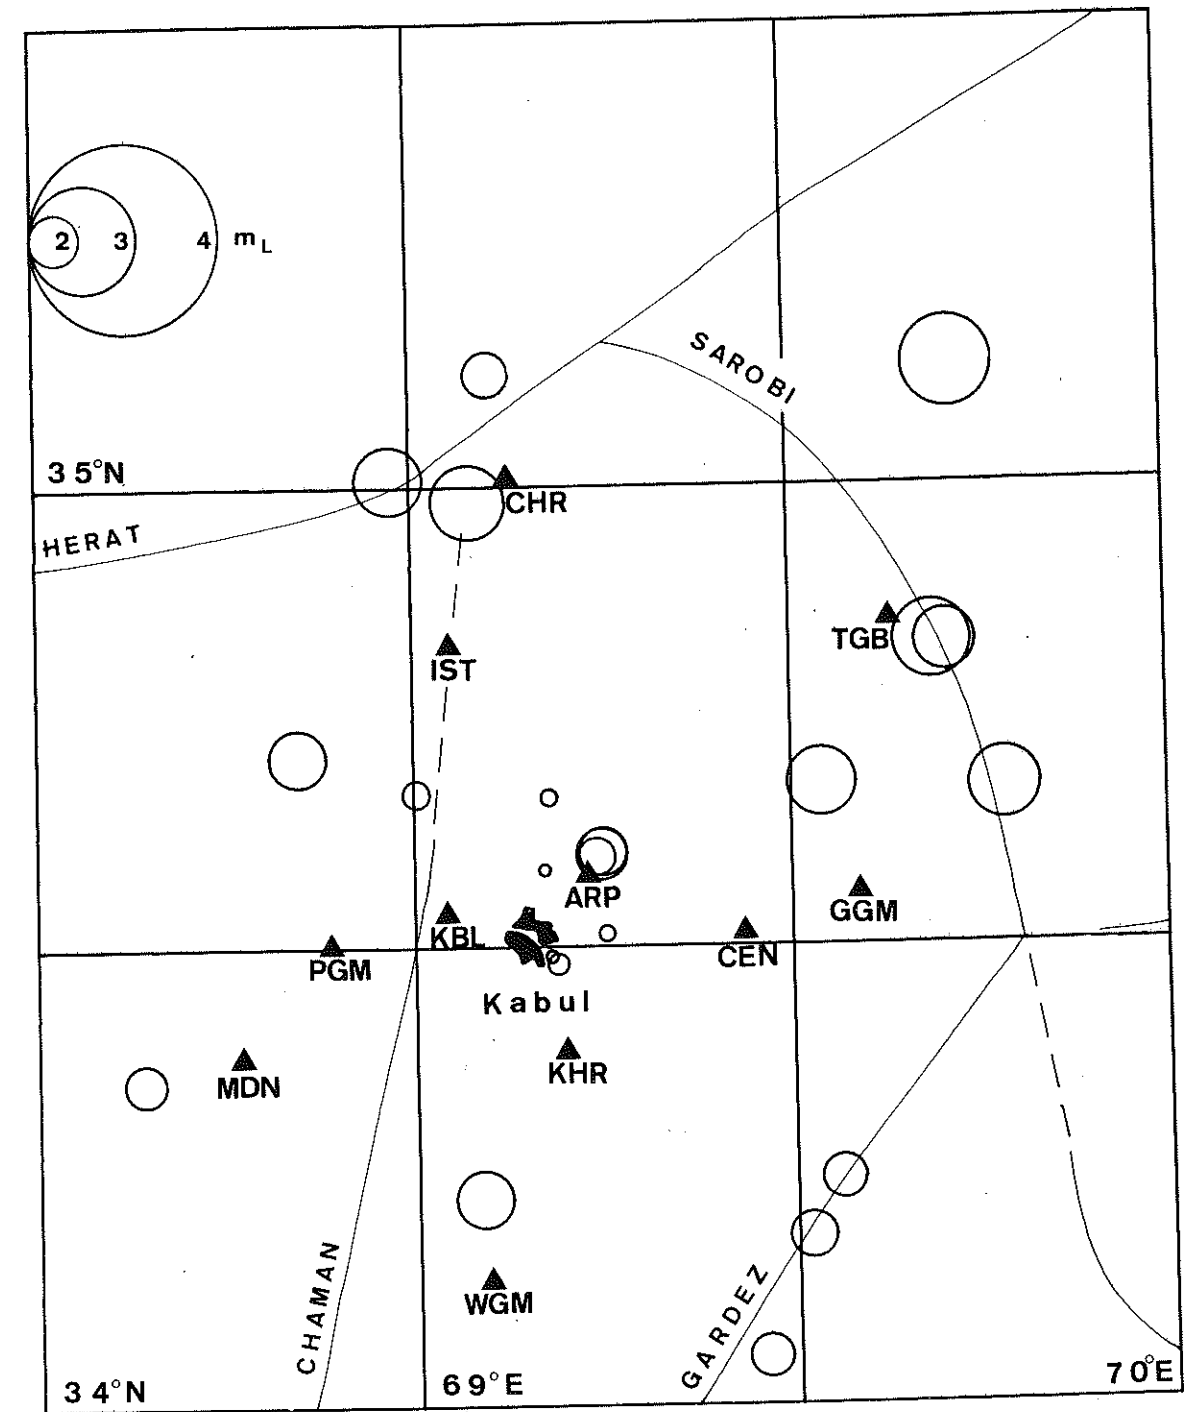 2 3 4 mL
SAROBI
35°N
CHR
HERAT
TGB
IST
ARP
GGM
KBL
CEN
PGM
Kabul
KHR
MDN
WGM
CHAMAN
GARDEZ
70°E
69°E
34°N